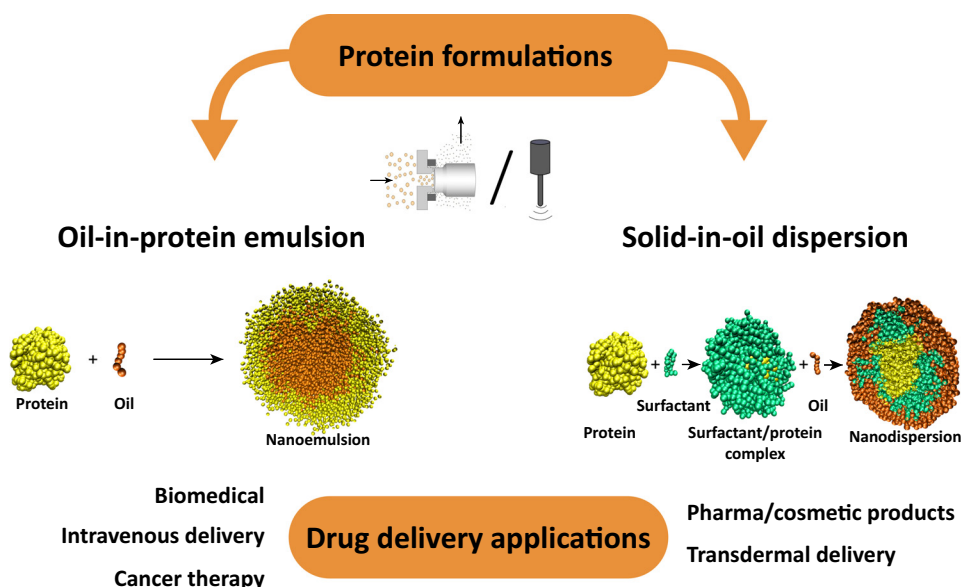 Protein formulations
Oil-in-protein emulsion
Solid-in-oil dispersion
+
Protein
Oil
Nanoemulsion
+
+
Protein
Surfactant
Surfactant/protein
complex
Oil
Nanodispersion
Biomedical
Intravenous delivery
Cancer therapy
Drug delivery applications
Pharma/cosmetic products
Transdermal delivery